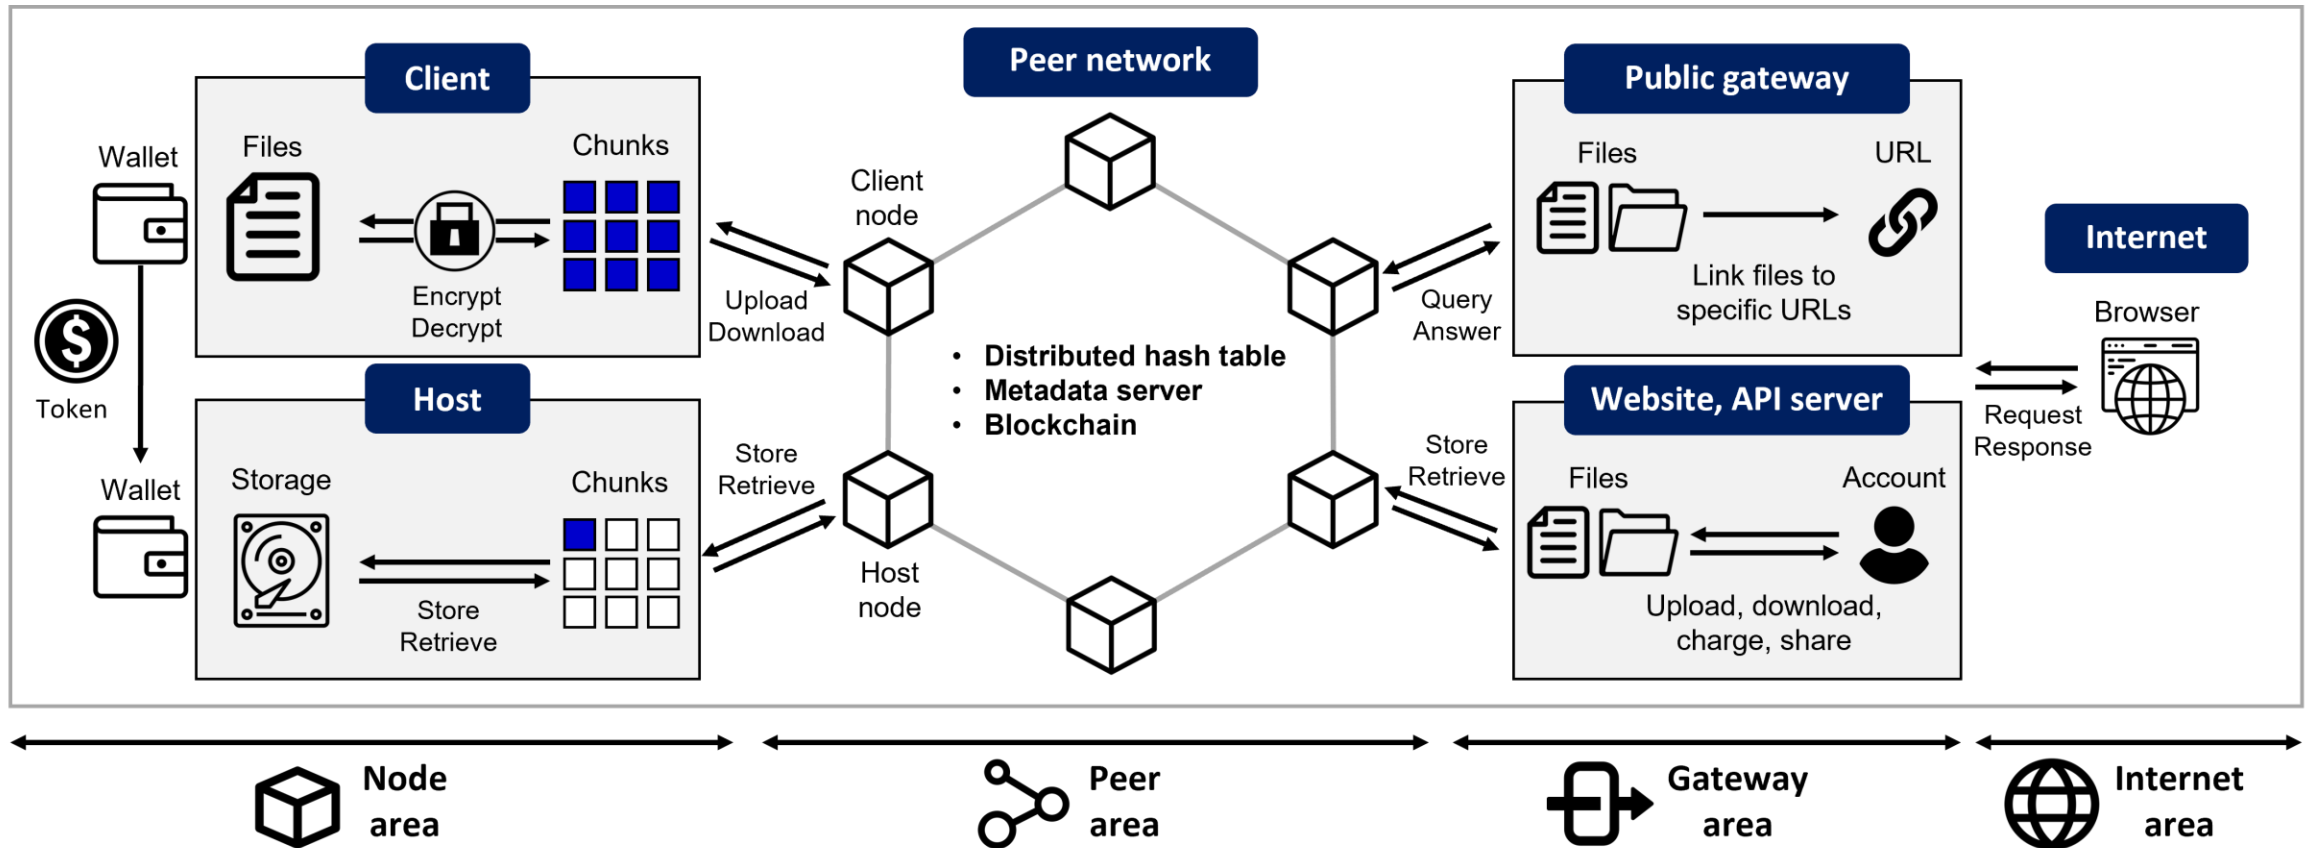 Client
Wallet
Files
Chunks
Encrypt
Decrypt
Token
Host
Wallet
Storage
Chunks
Store
Retrieve
Upload
Download
Store
Retrieve
Peer network
Client
node
• Distributed hash table
• Metadata server
• Blockchain
Host
node
Query
Answer
Store
Retrieve
Public gateway
Files
URL
Link files to
specific URLs
Website, API server
Files
Account
Upload, download,
charge, share
Internet
Browser
Request
Response
Node
area
Peer
area
Gateway
area
Internet
area